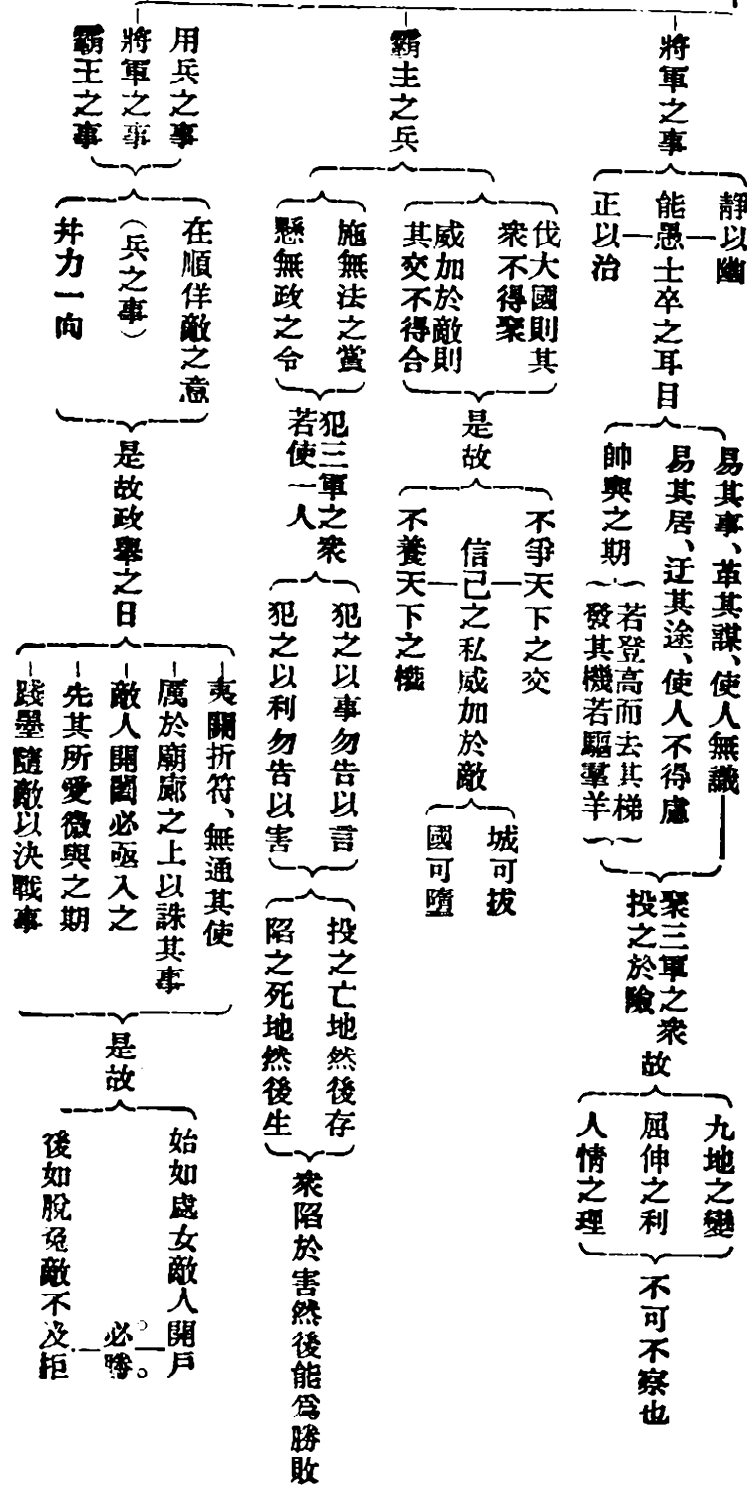 將軍之事
靜以幽
能愚士卒之耳目
正以治
易其事、革其謀、使人無識
易其居、迂其途、使人不得慮
帥與之期
若登高而去其梯
發其機若驅羣羊
聚三軍之衆
投之於險
故
九地之變
屈伸之利
人情之理
不可不察也
霸主之兵
伐大國則其
衆不得聚
威加於敵則
其交不得合
是故
不爭天下之交
信己之私威加於敵
不養天下之權
城可拔
國可墮
施無法之賞
懸無政之令
犯三軍之衆
若使一人
犯之以事勿告以言
犯之以利勿告以害
投之亡地然後存
陷之死地然後生
衆陷於害然後能爲勝敗
用兵之事
將軍之事
霸王之事
在順佯敵之意
（兵之事）
幷力一向
是故政舉之日
夷關折符、無通其使
厲於廟廊之上以誅其事
敵人開闔必亟入之
先其所愛微與之期
踐墨隨敵以決戰事
是故
始如處女敵人開戶
必勝。
後如脫兔敵不及拒